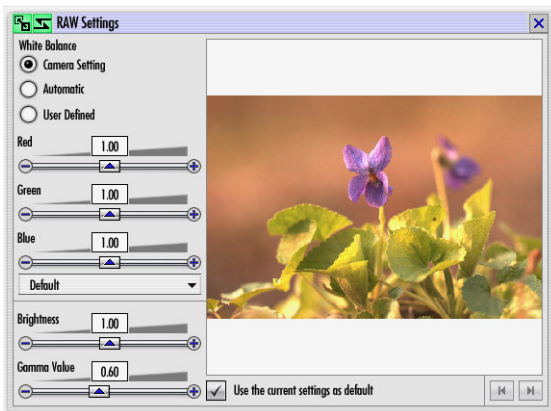 RAW Settings
White Balance
Camera Setting
Automatic
User Defined
Red
1.00
Green
1.00
Blue
1.00
Default
Brightness
1.00
Gamma Value
0.60
Use the current settings as default